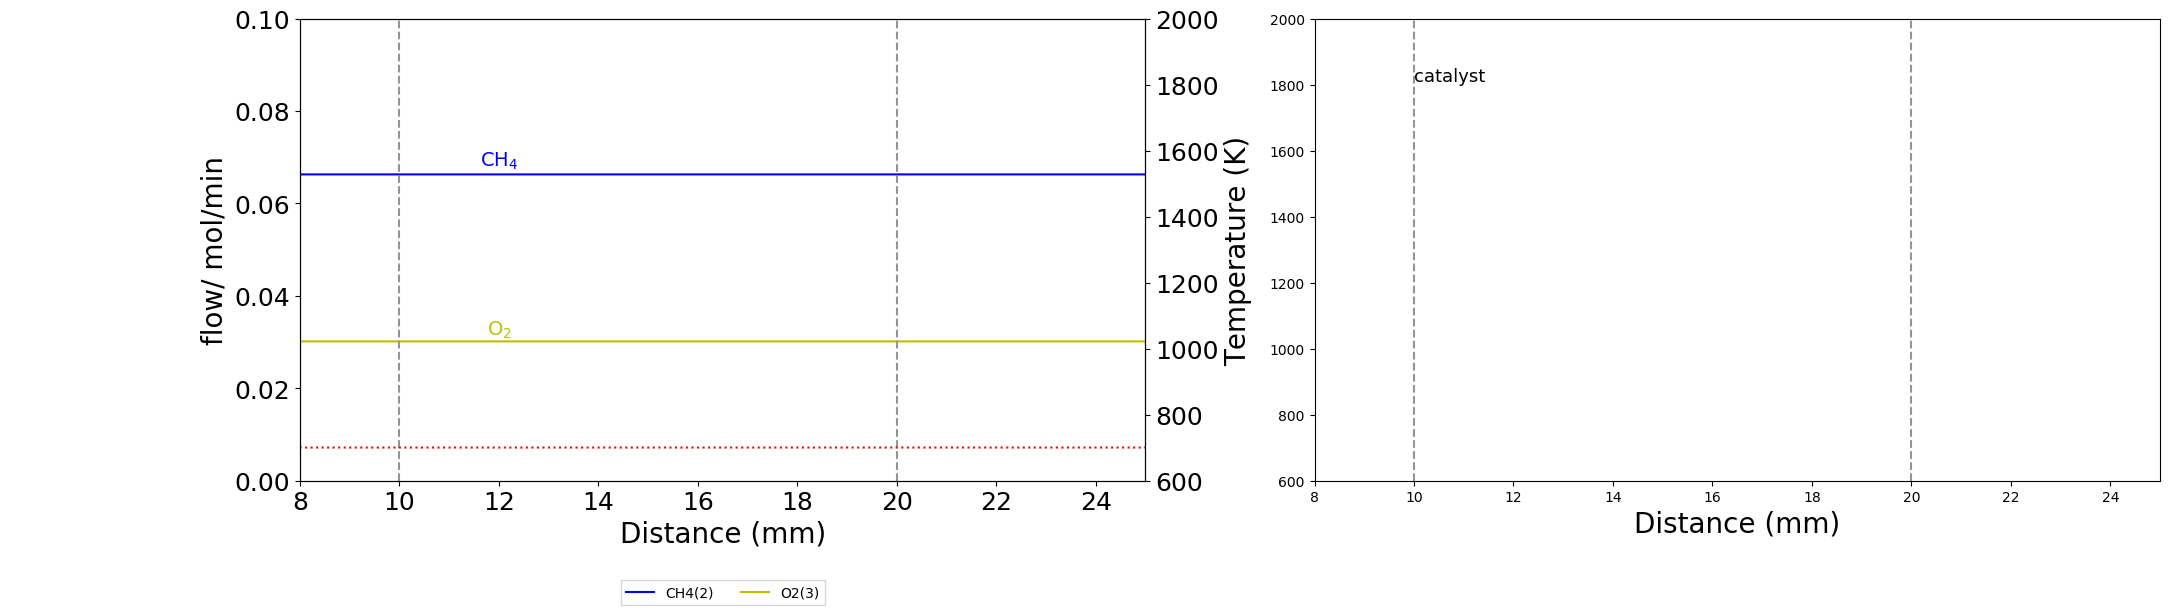 0.10
0.08
0.06
0.04
0.02
0.00
flow/ mol/min
CH₄
O₂
8 10 12 14 16 18 20 22 24
Distance (mm)
2000
1800
1600
1400
1200
1000
800
600
Temperature (K)
CH4(2) O2(3)
2000
1800
1600
1400
1200
1000
800
600
catalyst
8 10 12 14 16 18 20 22 24
Distance (mm)